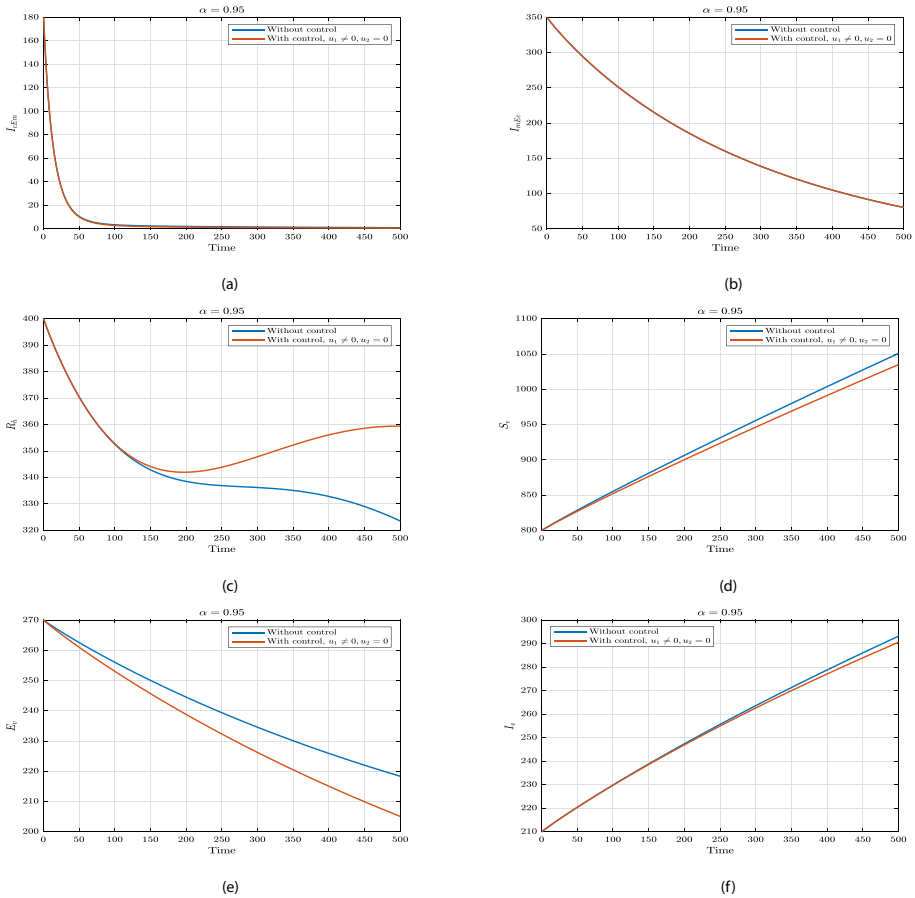 α = 0.95
180
160
140
120
100
80
60
40
20
0
I_{tEm}
Without control
With control, u₁ ≠ 0, u₂ = 0
0 50 100 150 200 250 300 350 400 450 500
Time
(a)
α = 0.95
350
300
250
200
150
100
50
I_{mEt}
Without control
With control, u₁ ≠ 0, u₂ = 0
0 50 100 150 200 250 300 350 400 450 500
Time
(b)
α = 0.95
400
390
380
370
360
350
340
330
320
R_h
Without control
With control, u₁ ≠ 0, u₂ = 0
0 50 100 150 200 250 300 350 400 450 500
Time
(c)
α = 0.95
1100
1050
1000
950
900
850
800
S_v
Without control
With control, u₁ ≠ 0, u₂ = 0
0 50 100 150 200 250 300 350 400 450 500
Time
(d)
α = 0.95
270
260
250
240
230
220
210
200
E_v
Without control
With control, u₁ ≠ 0, u₂ = 0
0 50 100 150 200 250 300 350 400 450 500
Time
(e)
α = 0.95
300
290
280
270
260
250
240
230
220
210
I_v
Without control
With control, u₁ ≠ 0, u₂ = 0
0 50 100 150 200 250 300 350 400 450 500
Time
(f)